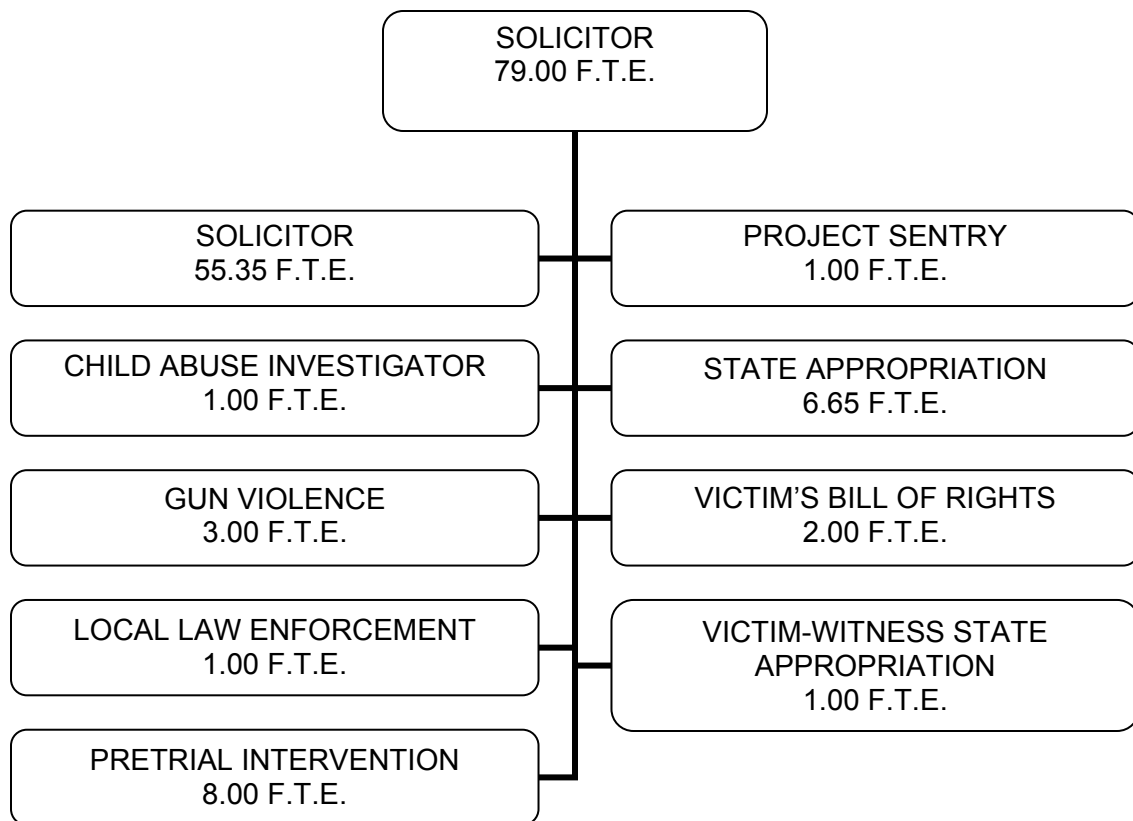 SOLICITOR
79.00 F.T.E.
SOLICITOR
55.35 F.T.E.
PROJECT SENTRY
1.00 F.T.E.
CHILD ABUSE INVESTIGATOR
1.00 F.T.E.
STATE APPROPRIATION
6.65 F.T.E.
GUN VIOLENCE
3.00 F.T.E.
VICTIM’S BILL OF RIGHTS
2.00 F.T.E.
LOCAL LAW ENFORCEMENT
1.00 F.T.E.
VICTIM-WITNESS STATE
APPROPRIATION
1.00 F.T.E.
PRETRIAL INTERVENTION
8.00 F.T.E.